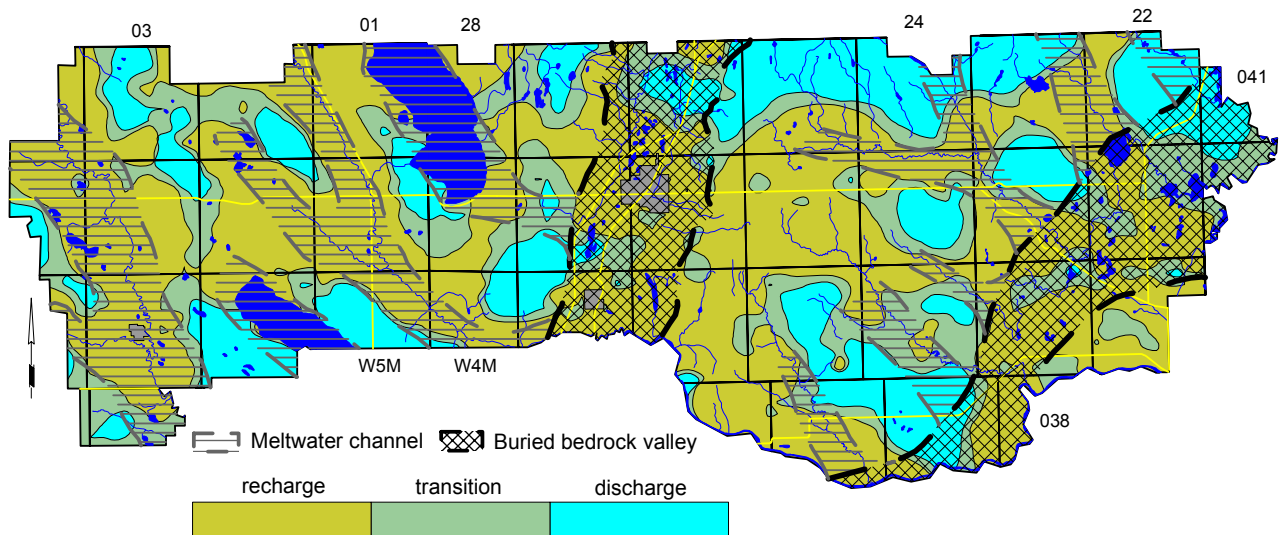 03
01
28
24
22
041
W5M
W4M
038
Meltwater channel
Buried bedrock valley
recharge
transition
discharge